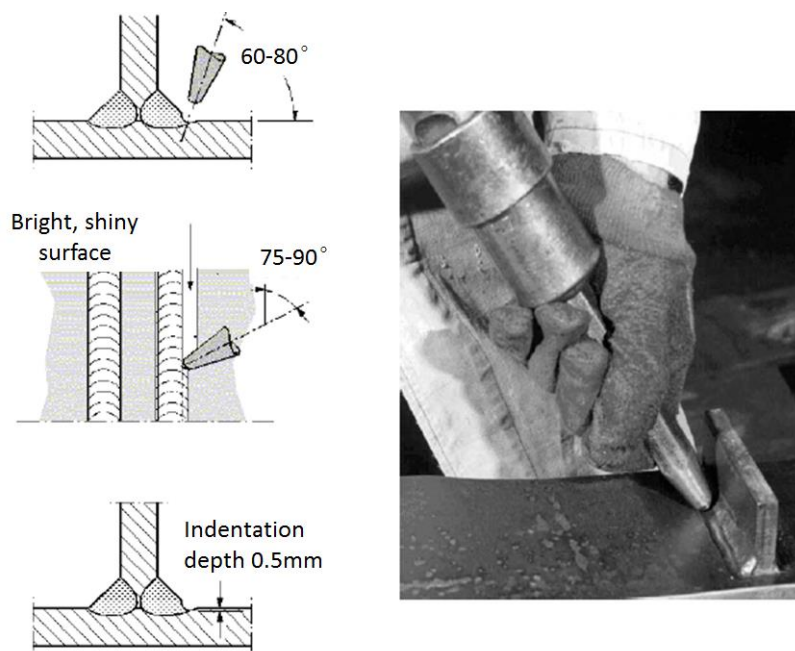 60-80°
Bright, shiny
surface
75-90°
Indentation
depth 0.5mm